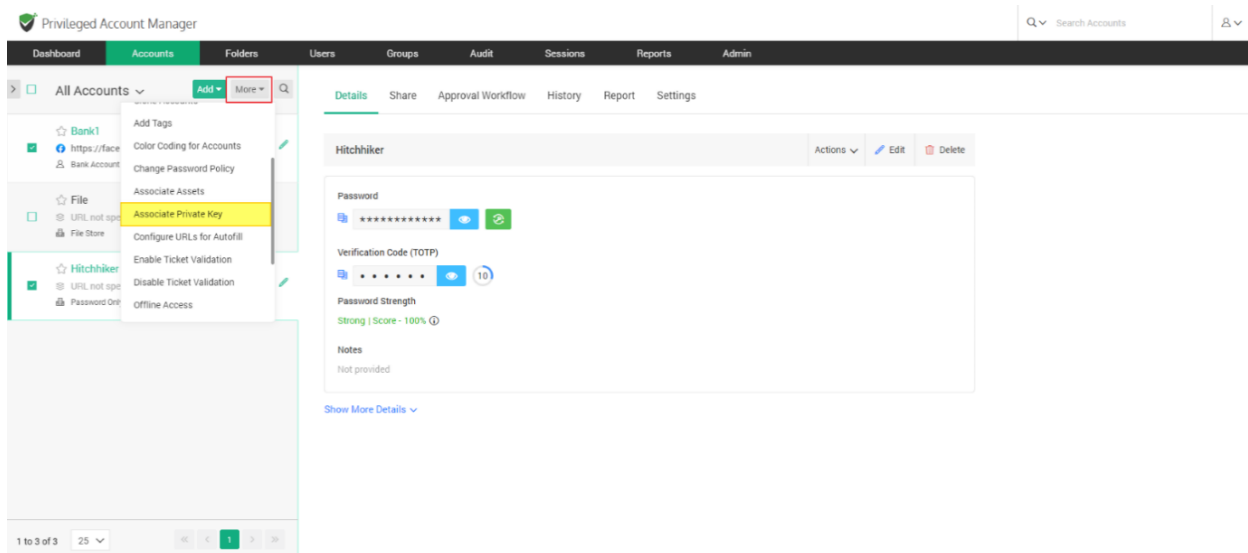 Privileged Account Manager
Search Accounts
Dashboard Accounts Folders Users Groups Audit Sessions Reports Admin
All Accounts Add More
Details Share Approval Workflow History Report Settings
Add Tags
Color Coding for Accounts
Change Password Policy
Associate Assets
Associate Private Key
Configure URLs for Autofill
Enable Ticket Validation
Disable Ticket Validation
Offline Access
Bank1
https://face
Bank Account
File
URL not spe
File Store
Hitchhiker
URL not spe
Password Onl
Hitchhiker Actions Edit Delete
Password
************
Verification Code (TOTP)
• • • • • • 10
Password Strength
Strong | Score - 100%
Notes
Not provided
Show More Details
1 to 3 of 3 25 « < 1 > »